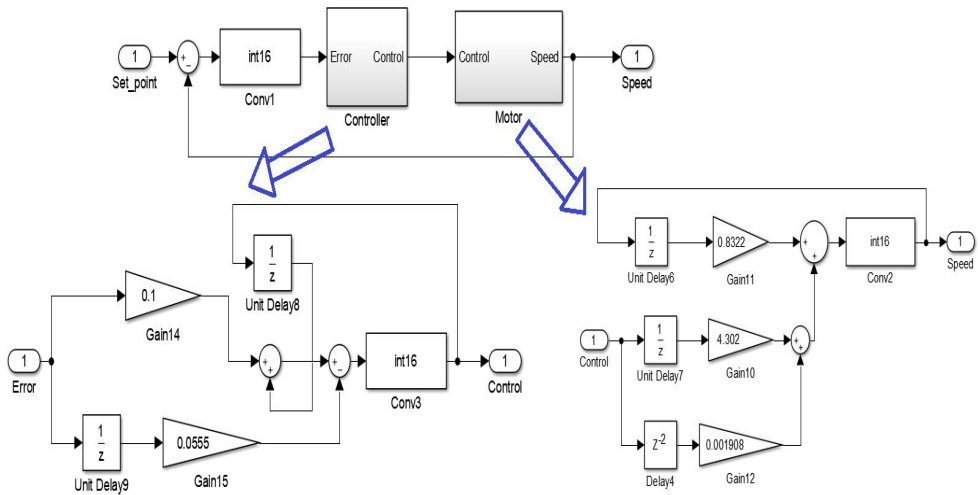 1
Set_point
+
−
int16
Conv1
Error
Control
Controller
Control
Speed
Motor
1
Speed
1
z
Unit Delay8
0.1
Gain14
1
Error
+
+
+
−
int16
Conv3
1
Control
1
z
Unit Delay9
0.0555
Gain15
1
z
Unit Delay6
0.8322
Gain11
+
+
int16
Conv2
1
Speed
1
Control
1
z
Unit Delay7
4.302
Gain10
+
+
Z-2
Delay4
0.001908
Gain12